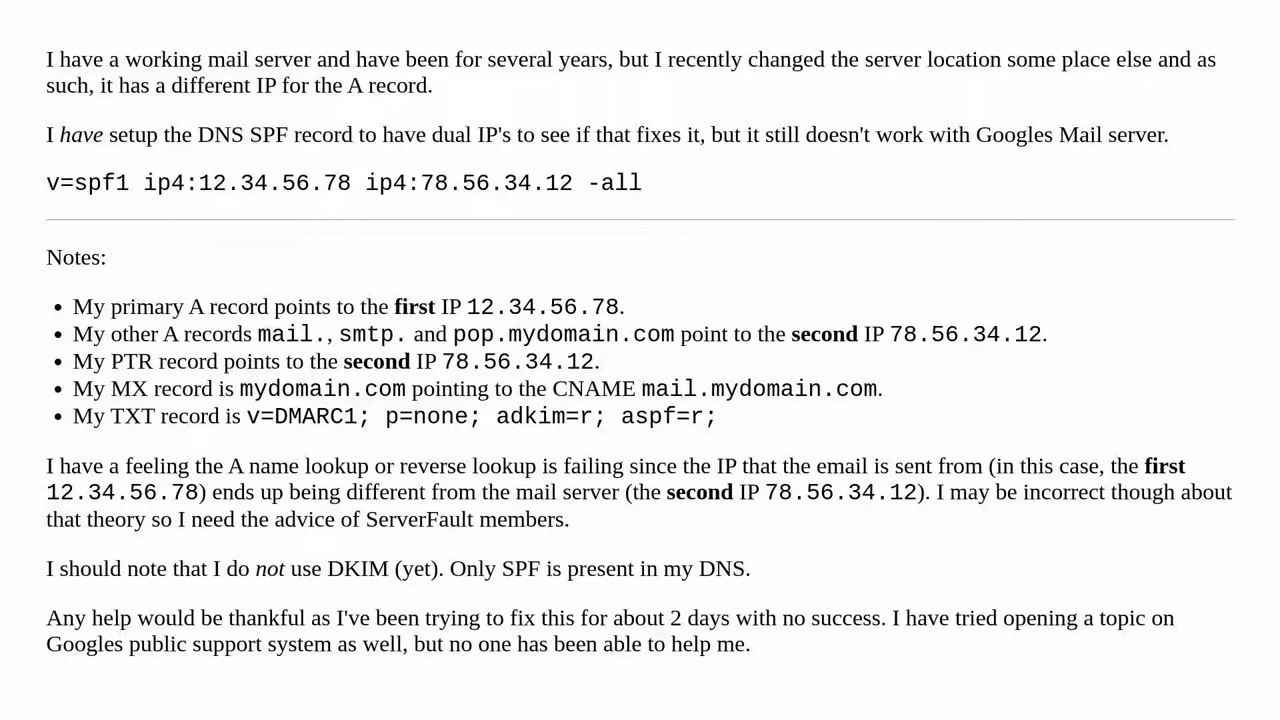 I have a working mail server and have been for several years, but I recently changed the server location some place else and as
such, it has a different IP for the A record.
I have setup the DNS SPF record to have dual IP's to see if that fixes it, but it still doesn't work with Googles Mail server.
v=spf1 ip4:12.34.56.78 ip4:78.56.34.12 -all
Notes:
• My primary A record points to the first IP 12.34.56.78.
• My other A records mail., smtp. and pop.mydomain.com point to the second IP 78.56.34.12.
• My PTR record points to the second IP 78.56.34.12.
• My MX record is mydomain.com pointing to the CNAME mail.mydomain.com.
• My TXT record is v=DMARC1; p=none; adkim=r; aspf=r;
I have a feeling the A name lookup or reverse lookup is failing since the IP that the email is sent from (in this case, the first
12.34.56.78) ends up being different from the mail server (the second IP 78.56.34.12). I may be incorrect though about
that theory so I need the advice of ServerFault members.
I should note that I do not use DKIM (yet). Only SPF is present in my DNS.
Any help would be thankful as I've been trying to fix this for about 2 days with no success. I have tried opening a topic on
Googles public support system as well, but no one has been able to help me.